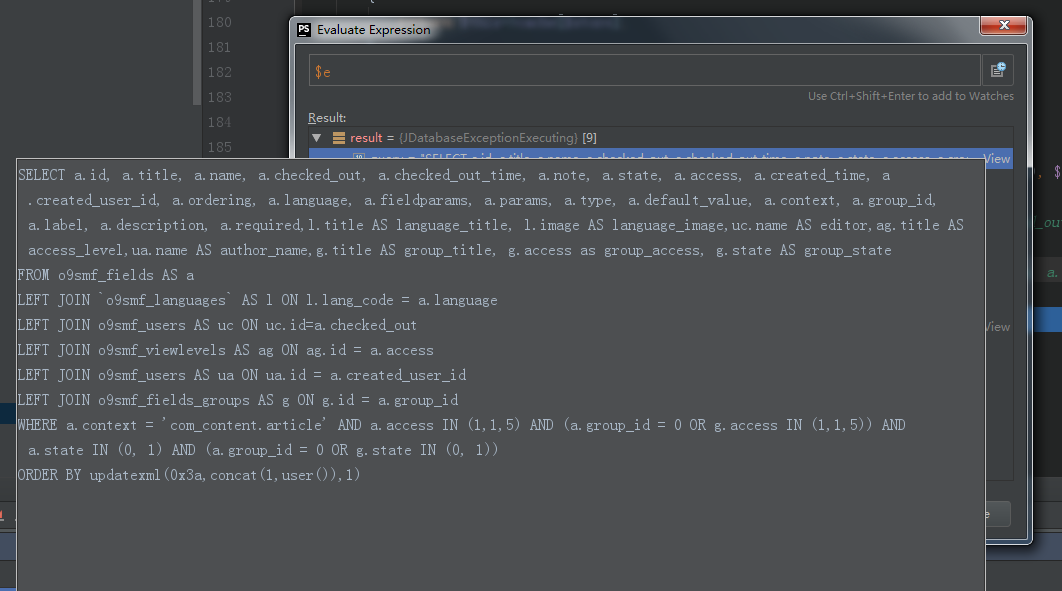 180
181
182
183
184
185
PS Evaluate Expression
$e
Use Ctrl+Shift+Enter to add to Watches
Result:
result = {JDatabaseExceptionExecuting} [9]
View
SELECT a.id, a.title, a.name, a.checked_out, a.checked_out_time, a.note, a.state, a.access, a.created_time, a
.created_user_id, a.ordering, a.language, a.fieldparams, a.params, a.type, a.default_value, a.context, a.group_id,
a.label, a.description, a.required,l.title AS language_title, l.image AS language_image,uc.name AS editor,ag.title AS
access_level,ua.name AS author_name,g.title AS group_title, g.access as group_access, g.state AS group_state
FROM o9smf_fields AS a
LEFT JOIN `o9smf_languages` AS l ON l.lang_code = a.language
LEFT JOIN o9smf_users AS uc ON uc.id=a.checked_out
LEFT JOIN o9smf_viewlevels AS ag ON ag.id = a.access
LEFT JOIN o9smf_users AS ua ON ua.id = a.created_user_id
LEFT JOIN o9smf_fields_groups AS g ON g.id = a.group_id
WHERE a.context = 'com_content.article' AND a.access IN (1,1,5) AND (a.group_id = 0 OR g.access IN (1,1,5)) AND
a.state IN (0, 1) AND (a.group_id = 0 OR g.state IN (0, 1))
ORDER BY updatexml(0x3a,concat(1,user()),1)
View